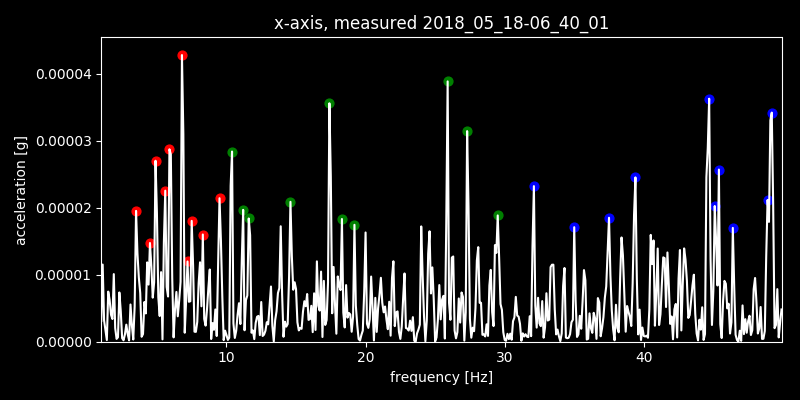 x-axis, measured 2018_05_18-06_40_01
0.00004
0.00003
0.00002
0.00001
0.00000
acceleration [g]
10 20 30 40
frequency [Hz]